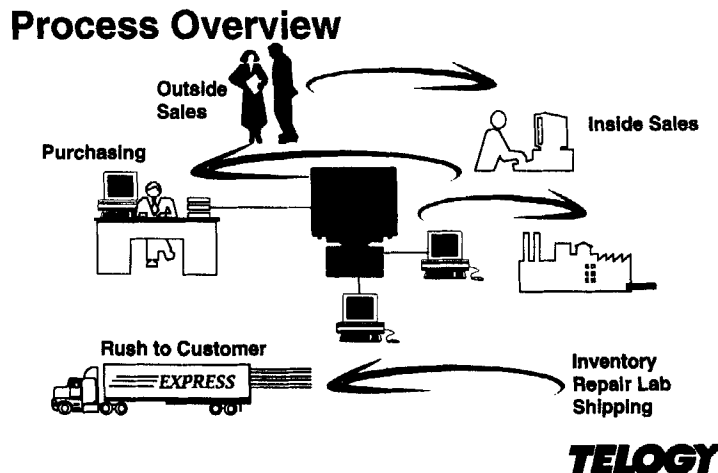 Process Overview
Outside
Sales
Inside Sales
Purchasing
Rush to Customer
EXPRESS
Inventory
Repair Lab
Shipping
TELOGY